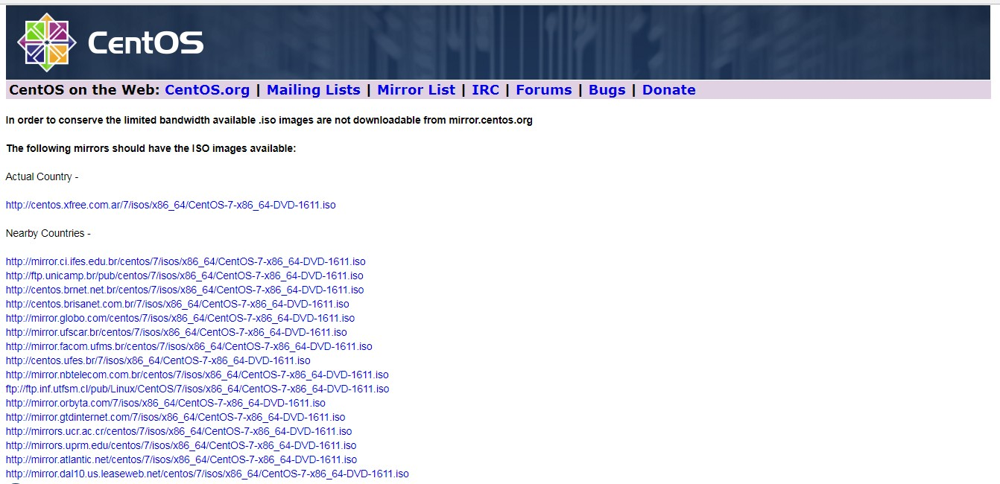 CentOS
CentOS on the Web: CentOS.org | Mailing Lists | Mirror List | IRC | Forums | Bugs | Donate
In order to conserve the limited bandwidth available .iso images are not downloadable from mirror.centos.org
The following mirrors should have the ISO images available:
Actual Country -
http://centos.xfree.com.ar/7/isos/x86_64/CentOS-7-x86_64-DVD-1611.iso
Nearby Countries -
http://mirror.ci.ifes.edu.br/centos/7/isos/x86_64/CentOS-7-x86_64-DVD-1611.iso
http://ftp.unicamp.br/pub/centos/7/isos/x86_64/CentOS-7-x86_64-DVD-1611.iso
http://centos.brnet.net.br/centos/7/isos/x86_64/CentOS-7-x86_64-DVD-1611.iso
http://centos.brisanet.com.br/7/isos/x86_64/CentOS-7-x86_64-DVD-1611.iso
http://mirror.globo.com/centos/7/isos/x86_64/CentOS-7-x86_64-DVD-1611.iso
http://mirror.ufscar.br/centos/7/isos/x86_64/CentOS-7-x86_64-DVD-1611.iso
http://mirror.facom.ufms.br/centos/7/isos/x86_64/CentOS-7-x86_64-DVD-1611.iso
http://centos.ufes.br/7/isos/x86_64/CentOS-7-x86_64-DVD-1611.iso
http://mirror.nbtelecom.com.br/centos/7/isos/x86_64/CentOS-7-x86_64-DVD-1611.iso
ftp://ftp.inf.utfsm.cl/pub/Linux/CentOS/7/isos/x86_64/CentOS-7-x86_64-DVD-1611.iso
http://mirror.orbyta.com/7/isos/x86_64/CentOS-7-x86_64-DVD-1611.iso
http://mirror.gtdinternet.com/7/isos/x86_64/CentOS-7-x86_64-DVD-1611.iso
http://mirrors.ucr.ac.cr/centos/7/isos/x86_64/CentOS-7-x86_64-DVD-1611.iso
http://mirrors.uprm.edu/centos/7/isos/x86_64/CentOS-7-x86_64-DVD-1611.iso
http://mirror.atlantic.net/centos/7/isos/x86_64/CentOS-7-x86_64-DVD-1611.iso
http://mirror.dal10.us.leaseweb.net/centos/7/isos/x86_64/CentOS-7-x86_64-DVD-1611.iso